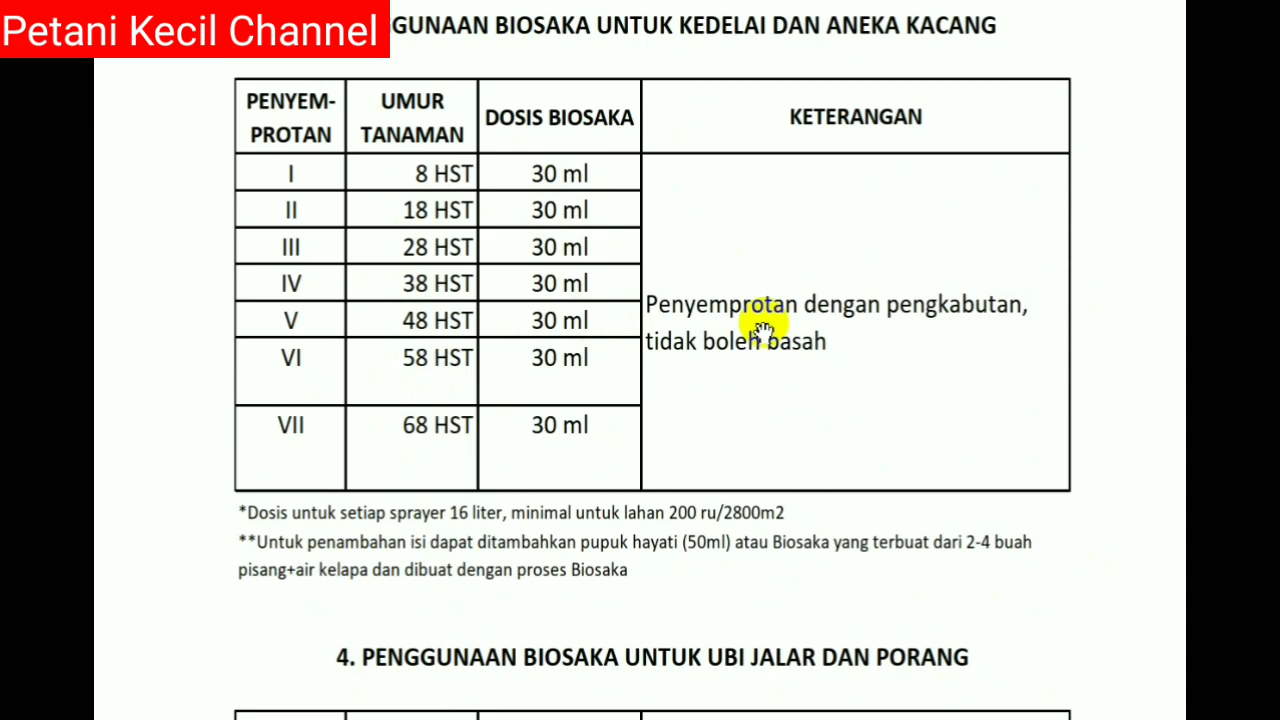 Petani Kecil Channel
GUNAAN BIOSAKA UNTUK KEDELAI DAN ANEKA KACANG
PENYEM-
PROTAN
UMUR
TANAMAN
DOSIS BIOSAKA
KETERANGAN
I 8 HST 30 ml
II 18 HST 30 ml
III 28 HST 30 ml
IV 38 HST 30 ml
V 48 HST 30 ml
VI 58 HST 30 ml
VII 68 HST 30 ml
Penyemprotan dengan pengkabutan,
tidak boleh basah
*Dosis untuk setiap sprayer 16 liter, minimal untuk lahan 200 ru/2800m2
**Untuk penambahan isi dapat ditambahkan pupuk hayati (50ml) atau Biosaka yang terbuat dari 2-4 buah
pisang+air kelapa dan dibuat dengan proses Biosaka
4. PENGGUNAAN BIOSAKA UNTUK UBI JALAR DAN PORANG